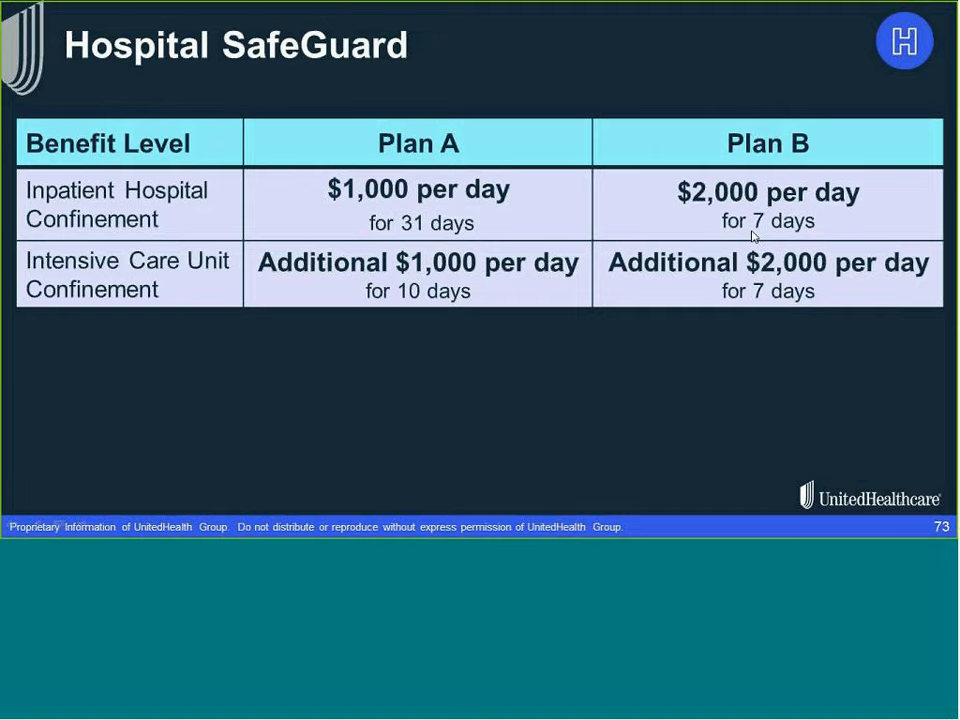 Hospital SafeGuard
H
Benefit Level Plan A Plan B
Inpatient Hospital
Confinement
$1,000 per day
for 31 days
$2,000 per day
for 7 days
Intensive Care Unit
Confinement
Additional $1,000 per day
for 10 days
Additional $2,000 per day
for 7 days
UnitedHealthcare
Proprietary Information of UnitedHealth Group. Do not distribute or reproduce without express permission of UnitedHealth Group.
73